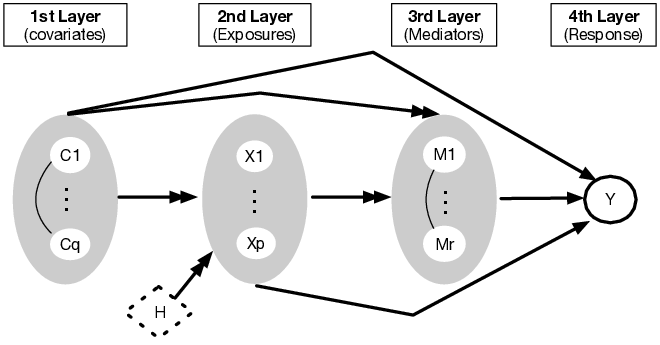 1st Layer
(covariates)
2nd Layer
(Exposures)
3rd Layer
(Mediators)
4th Layer
(Response)
C1
Cq
X1
Xp
M1
Mr
Y
H